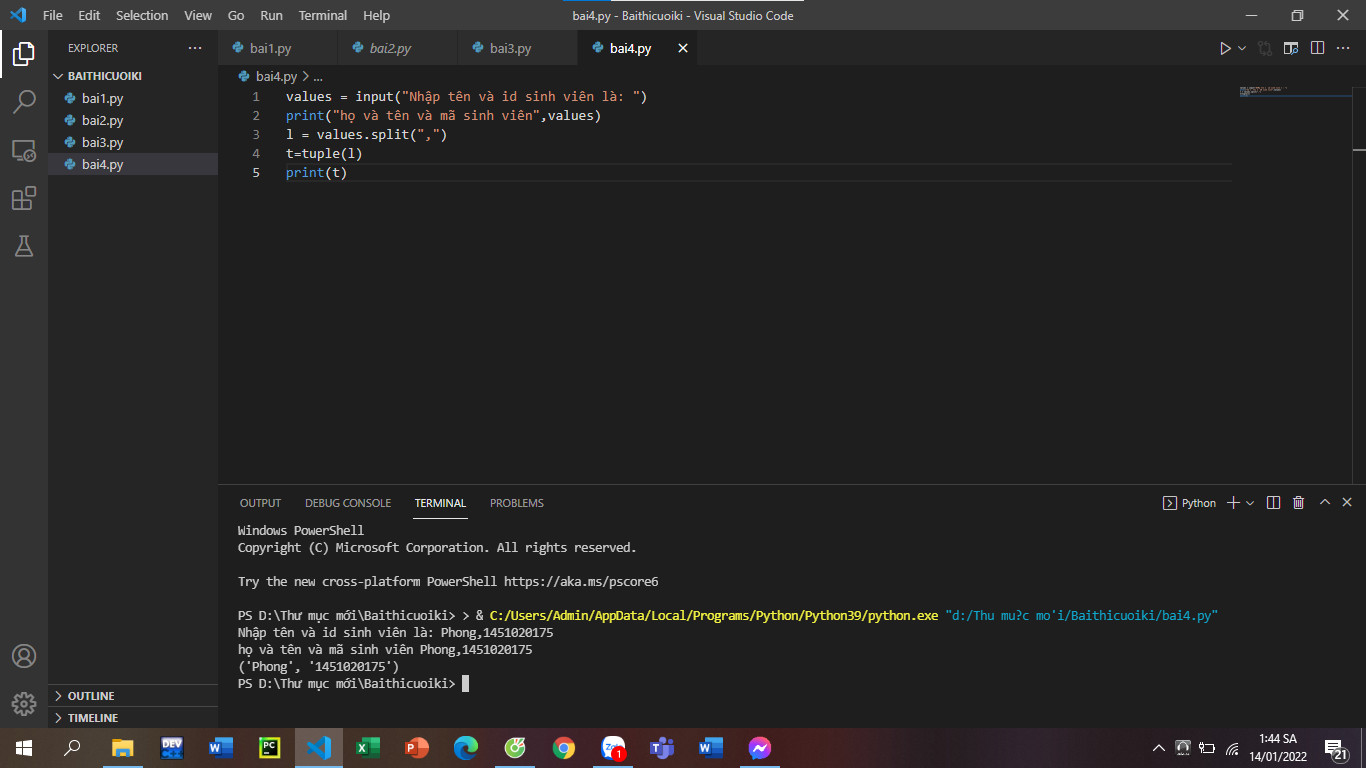 File Edit Selection View Go Run Terminal Help
bai4.py - Baithicuoiki - Visual Studio Code
EXPLORER
BAITHICUOIKI
bai1.py
bai2.py
bai3.py
bai4.py
OUTLINE
TIMELINE
bai1.py bai2.py bai3.py bai4.py
bai4.py > ...
1 values = input("Nhập tên và id sinh viên là: ")
2 print("họ và tên và mã sinh viên",values)
3 l = values.split(",")
4 t=tuple(l)
5 print(t)
OUTPUT DEBUG CONSOLE TERMINAL PROBLEMS
Python
Windows PowerShell
Copyright (C) Microsoft Corporation. All rights reserved.
Try the new cross-platform PowerShell https://aka.ms/pscore6
PS D:\Thư mục mới\Baithicuoiki> > & C:/Users/Admin/AppData/Local/Programs/Python/Python39/python.exe "d:/Thu mu?c mo'i/Baithicuoiki/bai4.py"
Nhập tên và id sinh viên là: Phong,1451020175
họ và tên và mã sinh viên Phong,1451020175
('Phong', '1451020175')
PS D:\Thư mục mới\Baithicuoiki>
DEV
W
PC
X
P
1
W
1:44 SA
14/01/2022
21